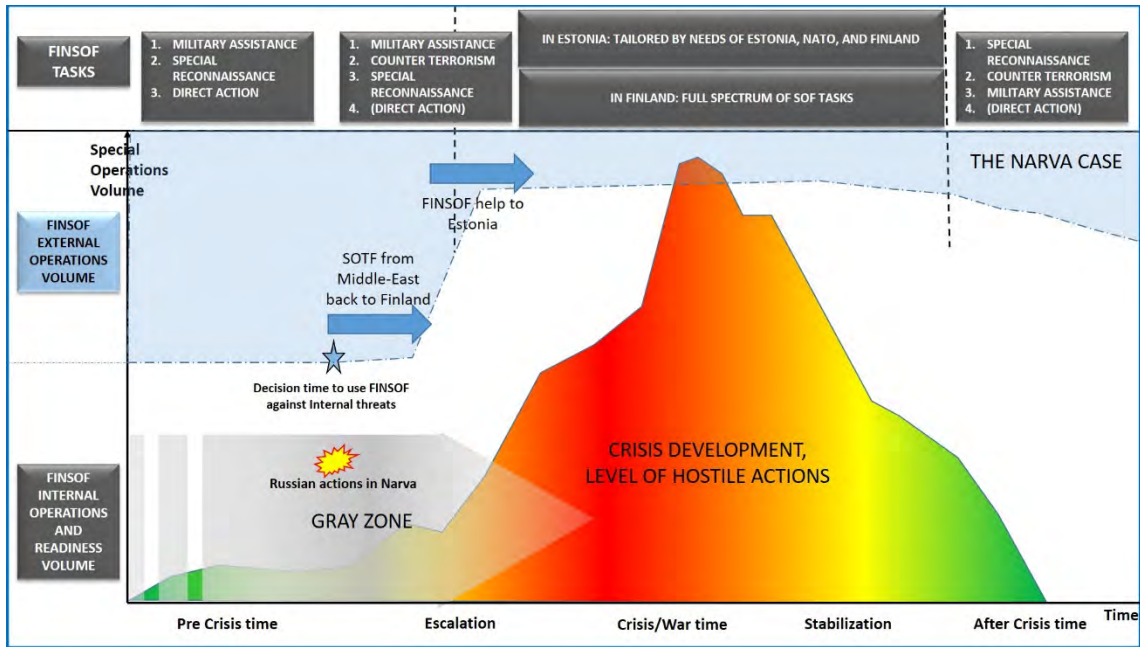 FINSOF
TASKS
1. MILITARY ASSISTANCE
2. SPECIAL
RECONNAISSANCE
3. DIRECT ACTION
1. MILITARY ASSISTANCE
2. COUNTER TERRORISM
3. SPECIAL
RECONNAISSANCE
4. (DIRECT ACTION)
IN ESTONIA: TAILORED BY NEEDS OF ESTONIA, NATO, AND FINLAND
IN FINLAND: FULL SPECTRUM OF SOF TASKS
1. SPECIAL
RECONNAISSANCE
2. COUNTER TERRORISM
3. MILITARY ASSISTANCE
4. (DIRECT ACTION)
Special
Operations
Volume
THE NARVA CASE
FINSOF
EXTERNAL
OPERATIONS
VOLUME
FINSOF help to
Estonia
SOTF from
Middle-East
back to Finland
Decision time to use FINSOF
against Internal threats
FINSOF
INTERNAL
OPERATIONS
AND
READINESS
VOLUME
Russian actions in Narva
GRAY ZONE
CRISIS DEVELOPMENT,
LEVEL OF HOSTILE ACTIONS
Time
Pre Crisis time
Escalation
Crisis/War time
Stabilization
After Crisis time